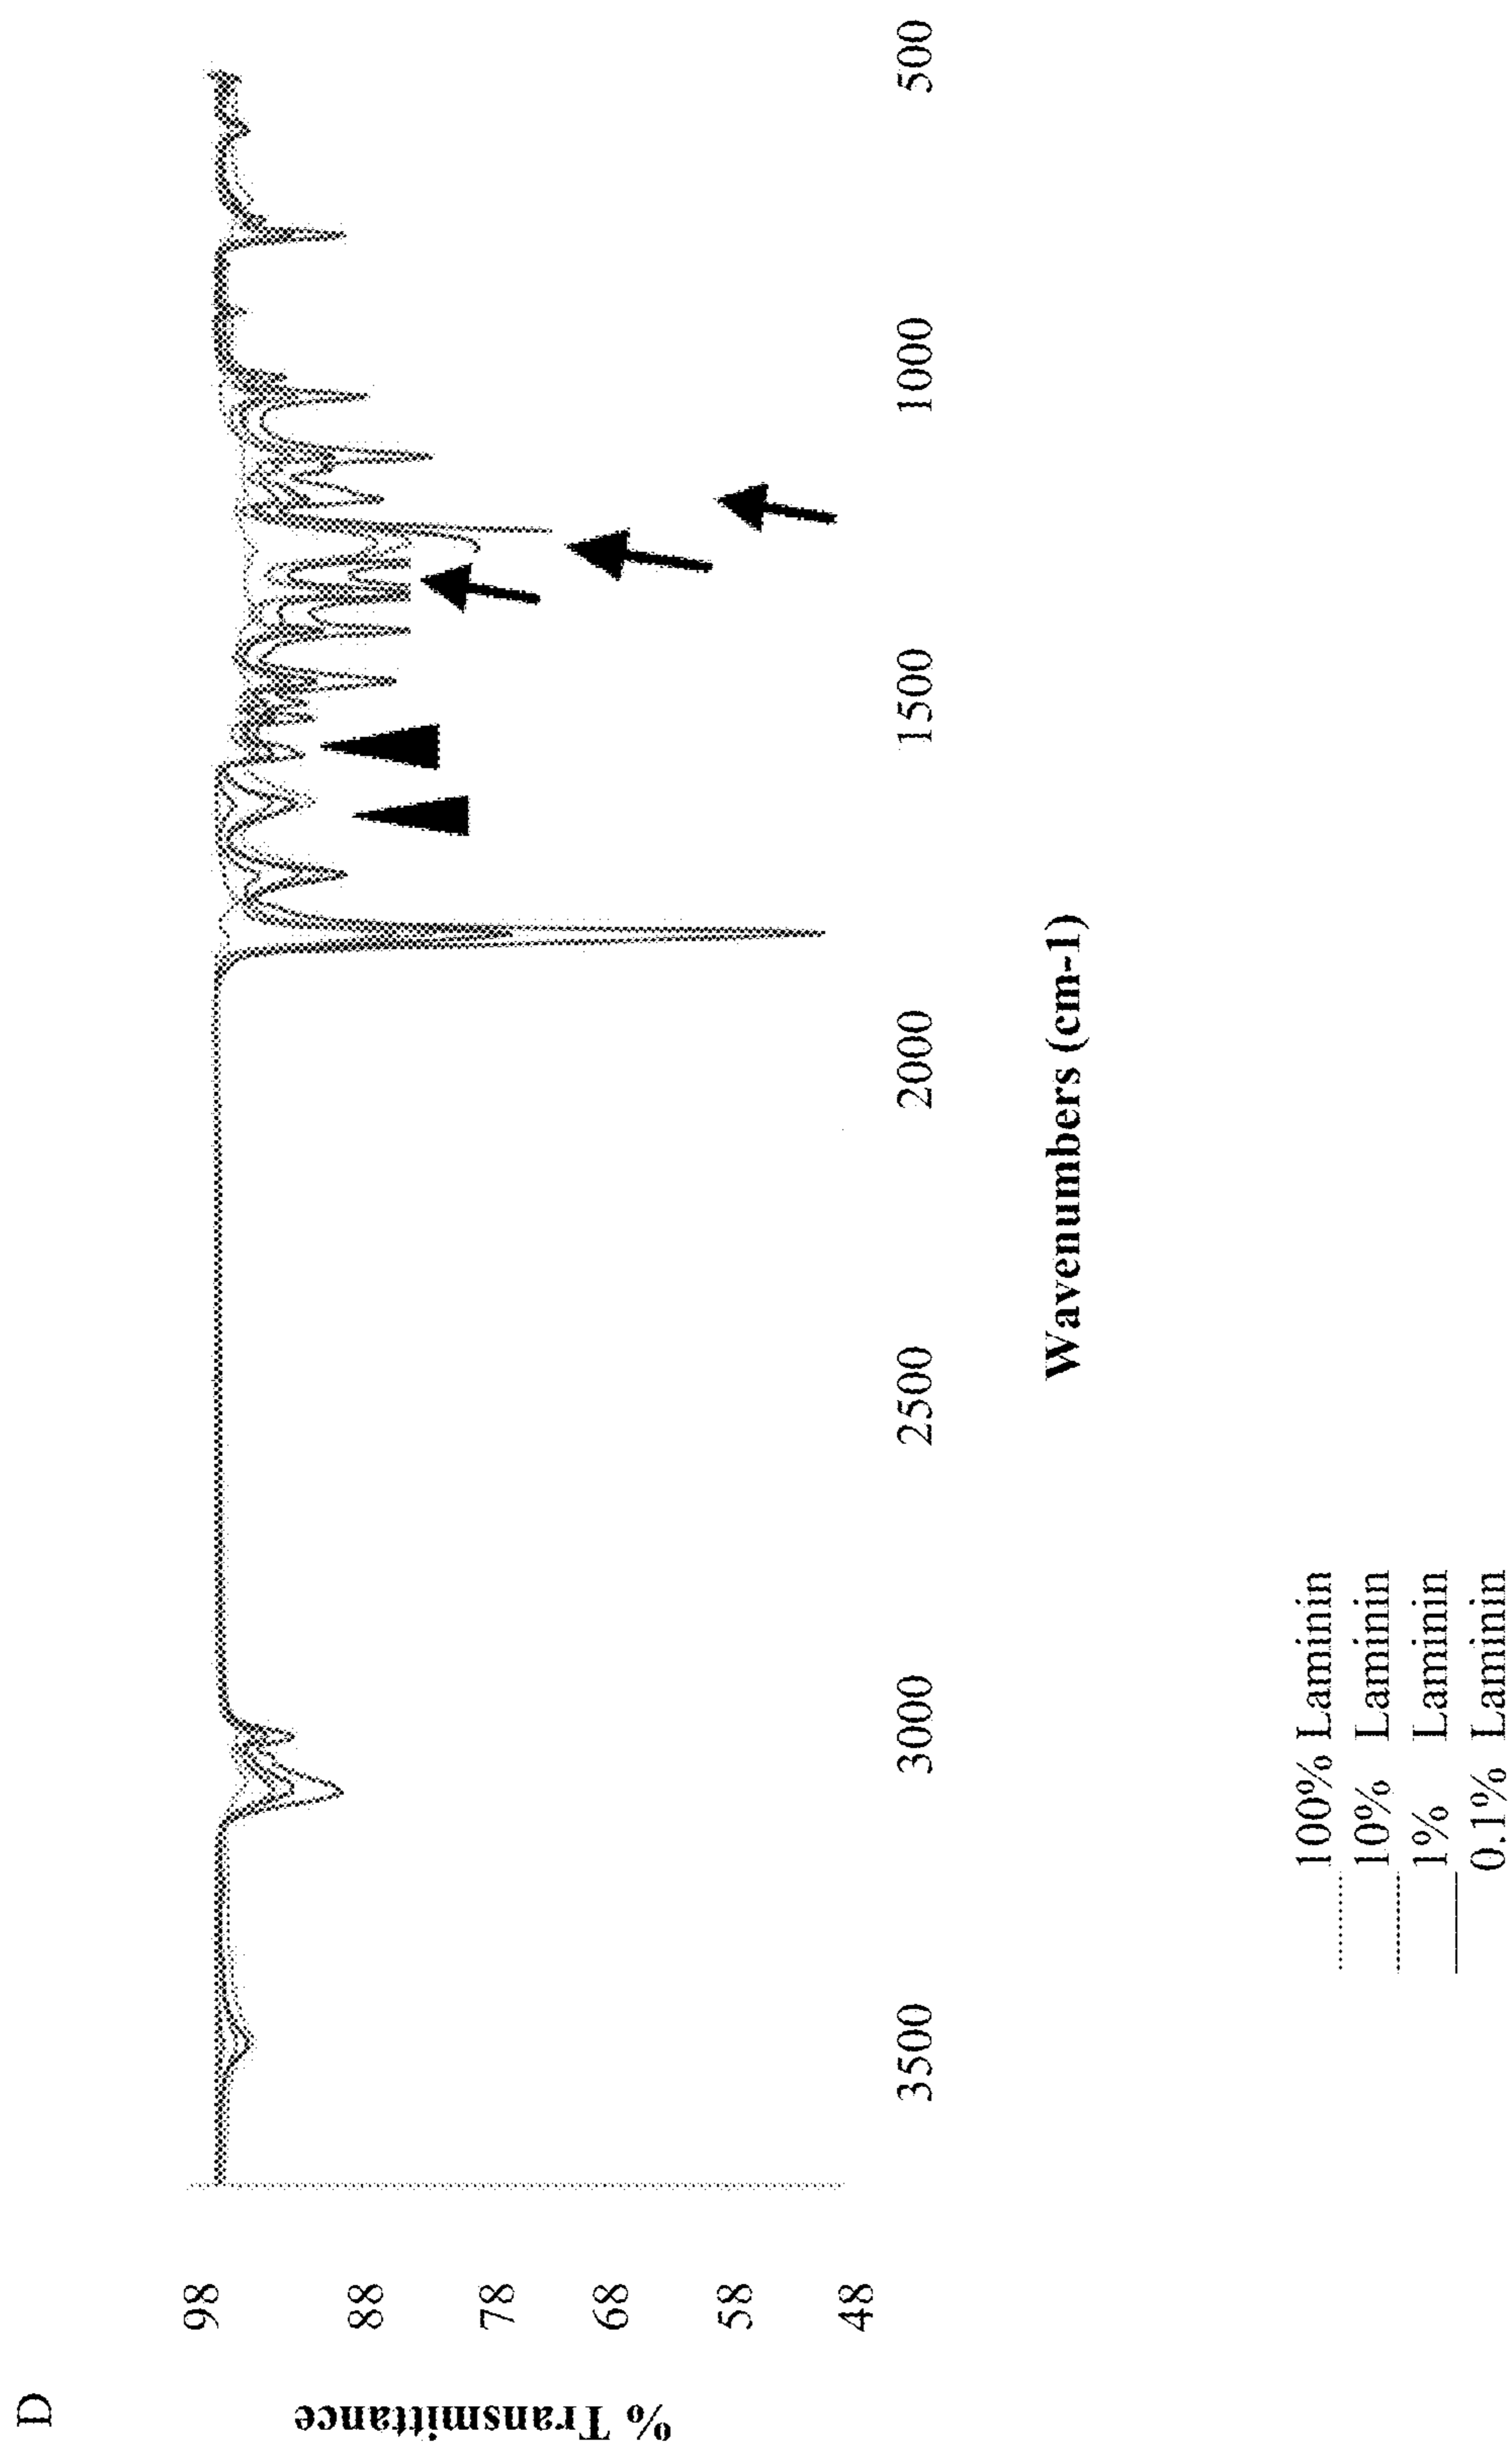 D
% Transmittance
98
88
78
68
58
48
3500
3000
2500
2000
1500
1000
500
Wavenumbers (cm-1)
100% Laminin
10% Laminin
1% Laminin
0.1% Laminin